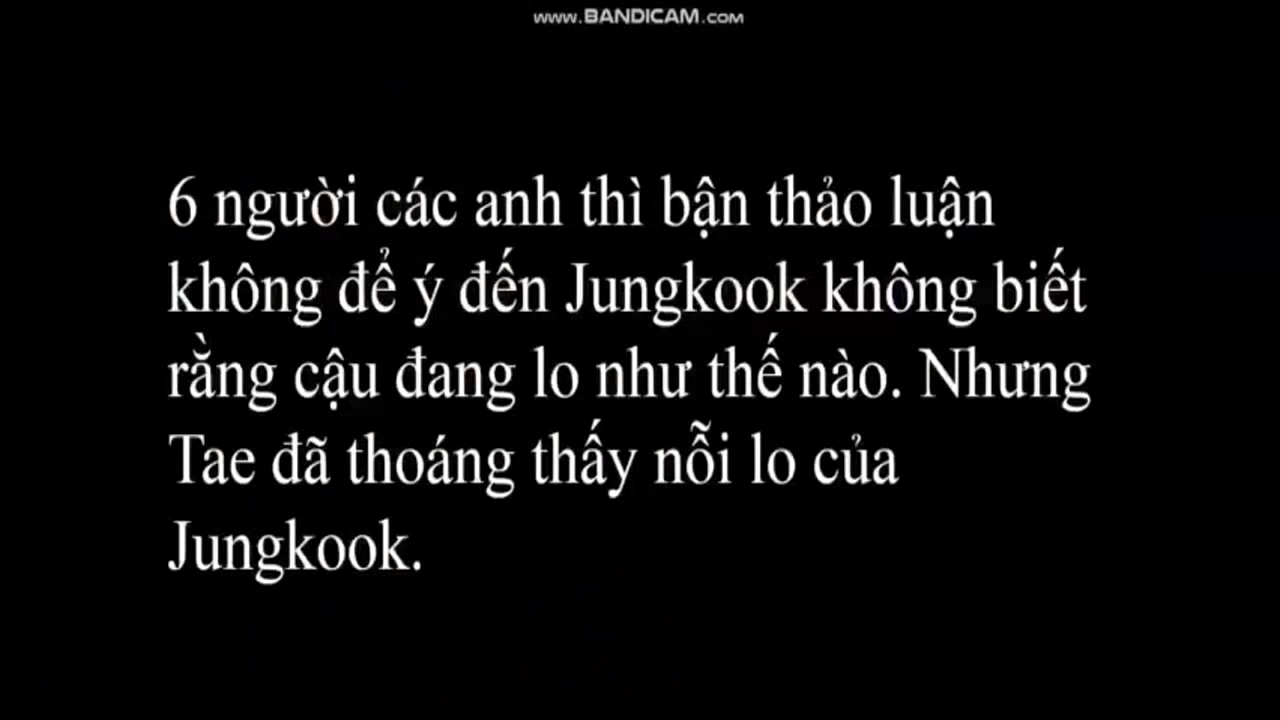 www.BANDICAM.com
6 người các anh thì bận thảo luận
không để ý đến Jungkook không biết
rằng cậu đang lo như thế nào. Nhưng
Tae đã thoáng thấy nỗi lo của
Jungkook.